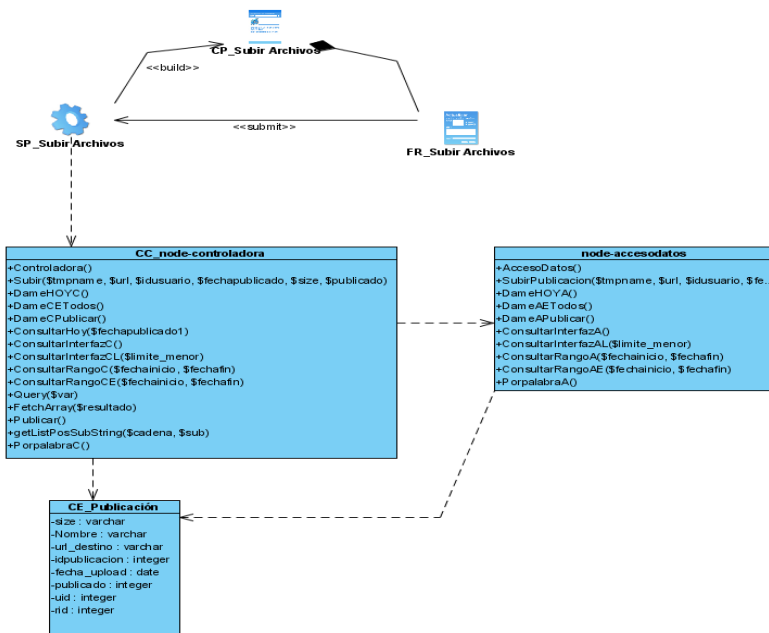 CP_Subir Archivos
<<build>>
SP_Subir Archivos
<<submit>>
FR_Subir Archivos
CC_node-controladora
+Controladora()
+Subir($tmpname, $url, $idusuario, $fechapublicado, $size, $publicado)
+DameHOYC()
+DameCETodos()
+DameCPublicar()
+ConsultarHoy($fechapublicado1)
+ConsultarInterfazC()
+ConsultarInterfazCL($limite_menor)
+ConsultarRangoC($fechainicio, $fechafin)
+ConsultarRangoCE($fechainicio, $fechafin)
+Query($var)
+FetchArray($resultado)
+Publicar()
+getListPosSubString($cadena, $sub)
+PorpalabraC()
node-accesodatos
+AccesoDatos()
+SubirPublicacion($tmpname, $url, $idusuario, $fe...
+DameHOYA()
+DameAETodos()
+DameAPublicar()
+ConsultarInterfazA()
+ConsultarInterfazAL($limite_menor)
+ConsultarRangoA($fechainicio, $fechafin)
+ConsultarRangoAE($fechainicio, $fechafin)
+PorpalabraA()
CE_Publicación
-size : varchar
-Nombre : varchar
-url_destino : varchar
-idpublicacion : integer
-fecha_upload : date
-publicado : integer
-uid : integer
-rid : integer